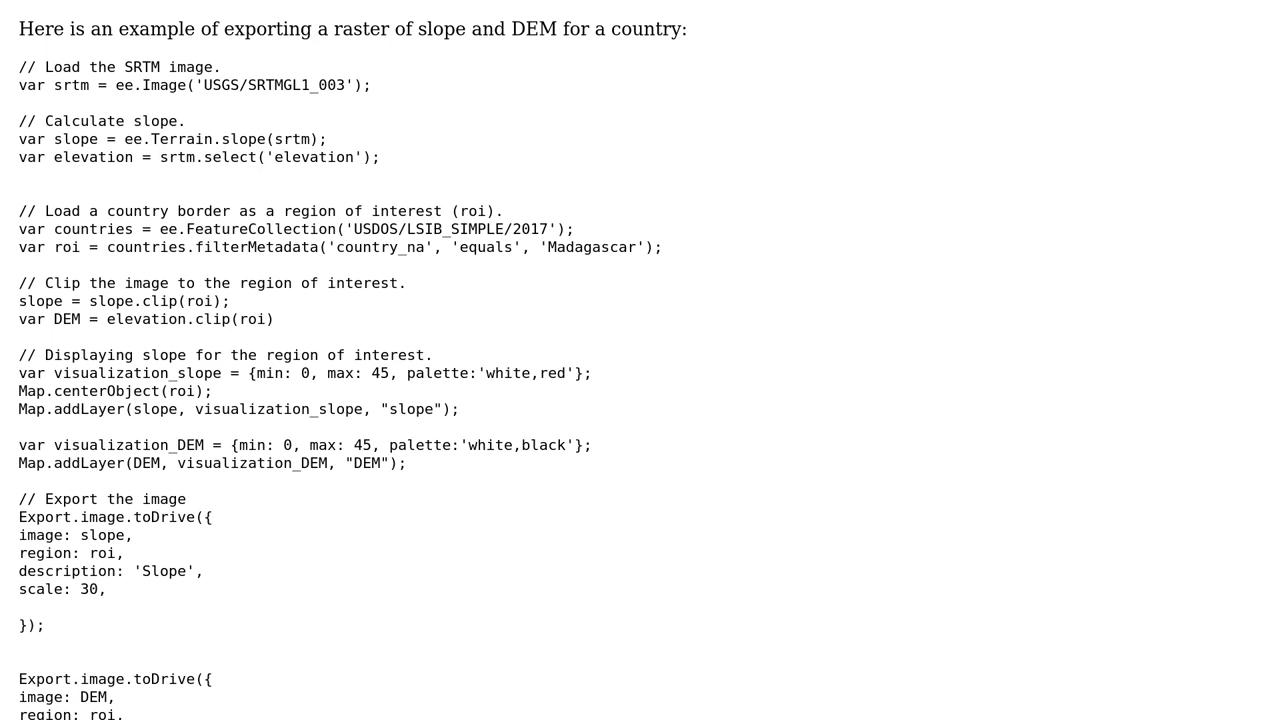 Here is an example of exporting a raster of slope and DEM for a country:
// Load the SRTM image.
var srtm = ee.Image('USGS/SRTMGL1_003');
// Calculate slope.
var slope = ee.Terrain.slope(srtm);
var elevation = srtm.select('elevation');
// Load a country border as a region of interest (roi).
var countries = ee.FeatureCollection('USDOS/LSIB_SIMPLE/2017');
var roi = countries.filterMetadata('country_na', 'equals', 'Madagascar');
// Clip the image to the region of interest.
slope = slope.clip(roi);
var DEM = elevation.clip(roi)
// Displaying slope for the region of interest.
var visualization_slope = {min: 0, max: 45, palette:'white,red'};
Map.centerObject(roi);
Map.addLayer(slope, visualization_slope, "slope");
var visualization_DEM = {min: 0, max: 45, palette:'white,black'};
Map.addLayer(DEM, visualization_DEM, "DEM");
// Export the image
Export.image.toDrive({
image: slope,
region: roi,
description: 'Slope',
scale: 30,
});
Export.image.toDrive({
image: DEM,
region: roi,